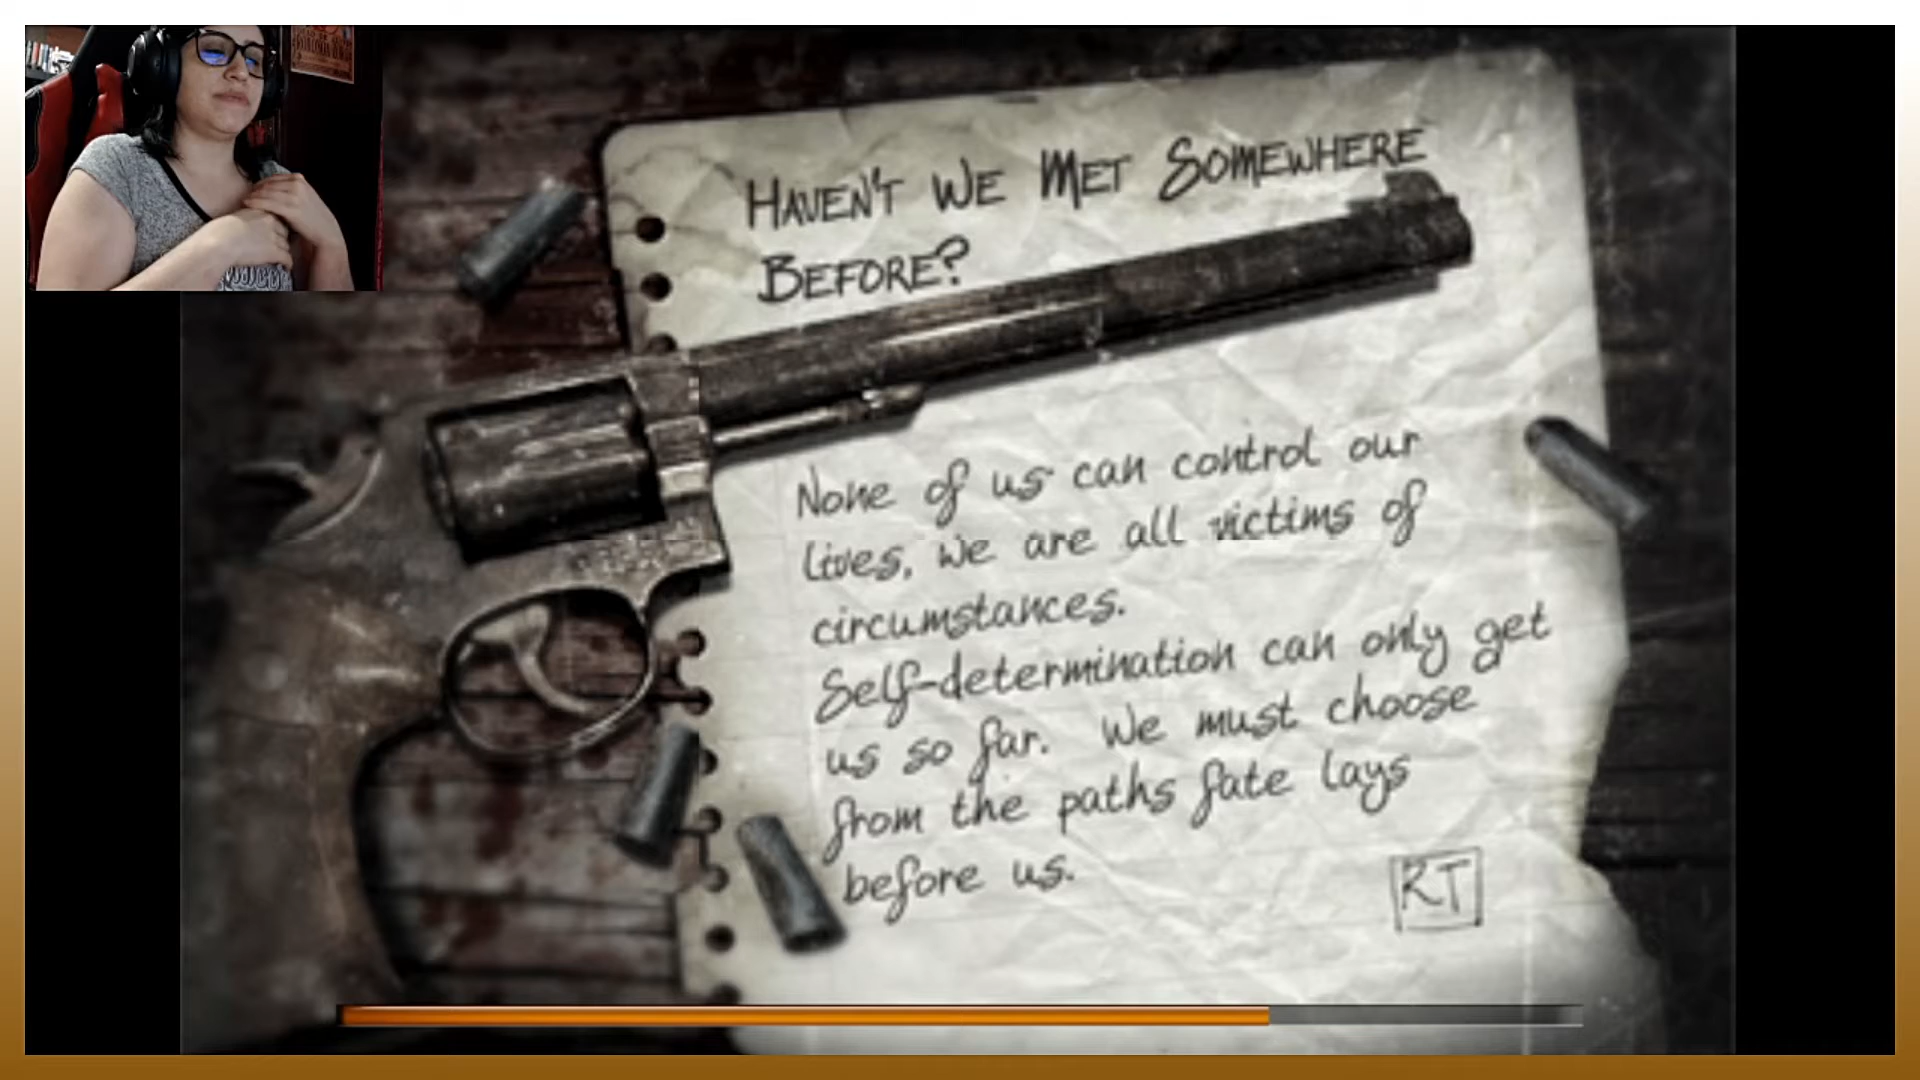 HAVEN'T WE MET SOMEWHERE
BEFORE?
None of us can control our
lives, we are all victims of
circumstances.
Self-determination can only get
us so far. We must choose
from the paths fate lays
before us.
RT